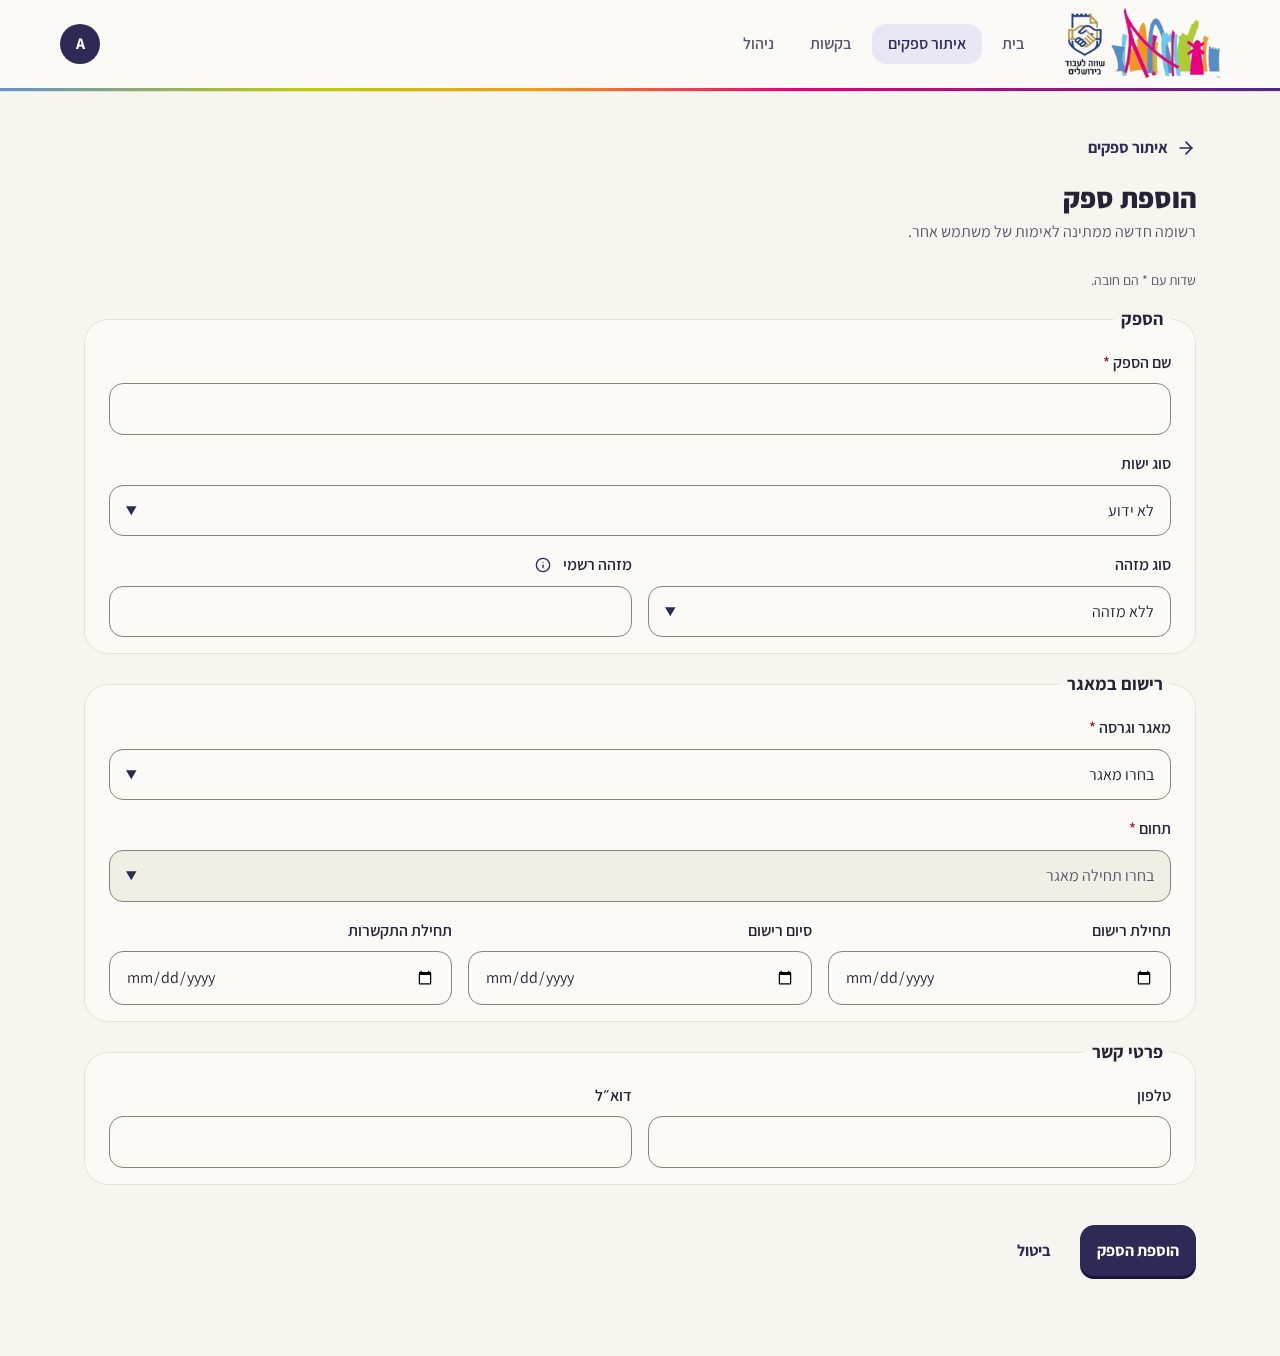 שווה לעבוד
בירושלים
בית
איתור ספקים
בקשות
ניהול
A
איתור ספקים
הוספת ספק
רשומה חדשה ממתינה לאימות של משתמש אחר.
שדות עם * הם חובה.
הספק
שם הספק *
סוג ישות
לא ידוע
סוג מזהה
מזהה רשמי
ללא מזהה
רישום במאגר
מאגר וגרסה *
בחרו מאגר
תחום *
בחרו תחילה מאגר
תחילת רישום
סיום רישום
תחילת התקשרות
mm/dd/yyyy
mm/dd/yyyy
mm/dd/yyyy
פרטי קשר
טלפון
דוא״ל
הוספת הספק
ביטול